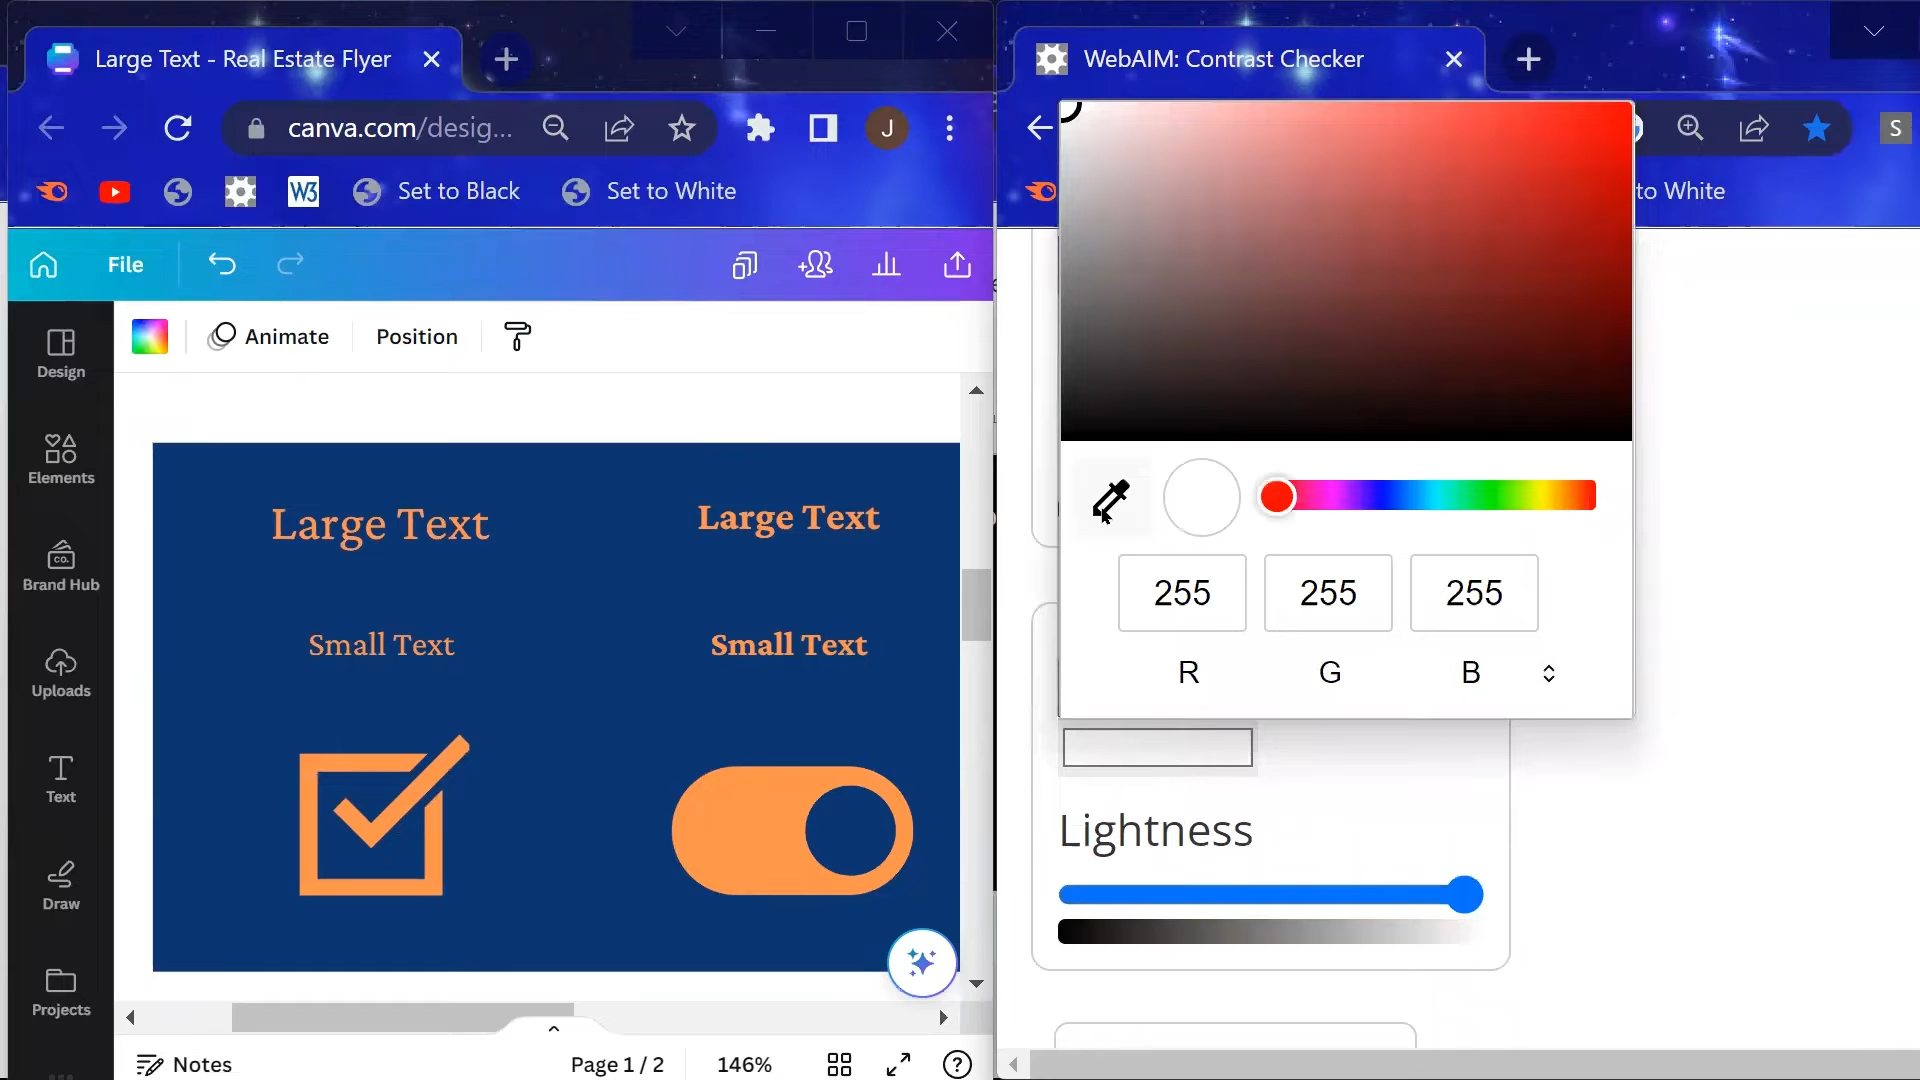 Large Text - Real Estate Flyer
canva.com/desig...
J
W3
Set to Black
Set to White
File
Animate
Position
Design
Elements
CO.
Brand Hub
Uploads
Text
Draw
Projects
Large Text
Large Text
Small Text
Small Text
Notes
Page 1 / 2
146%
?
WebAIM: Contrast Checker
S
to White
255
255
255
R
G
B
Lightness